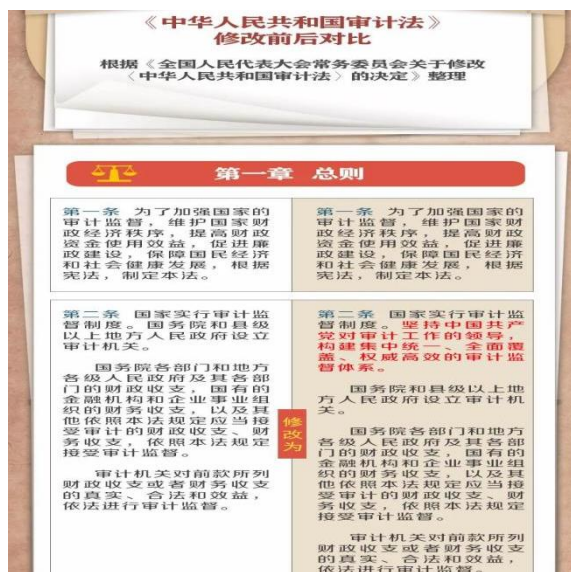 《中华人民共和国审计法》
修改前后对比
根据《全国人民代表大会常务委员会关于修改
〈中华人民共和国审计法〉的决定》整理
第一章 总则
第一条 为了加强国家的
审计监督，维护国家财
政经济秩序，提高财政
资金使用效益，促进廉
政建设，保障国民经济
和社会健康发展，根据
宪法，制定本法。
第一条 为了加强国家的
审计监督，维护国家财
政经济秩序，提高财政
资金使用效益，促进廉
政建设，保障国民经济
和社会健康发展，根据
宪法，制定本法。
第二条 国家实行审计监
督制度。国务院和县级
以上地方人民政府设立
审计机关。
国务院各部门和地方
各级人民政府及其各部
门的财政收支，国有的
金融机构和企业事业组
织的财务收支，以及其
他依照本法规定应当接
受审计的财政收支、财
务收支，依照本法规定
接受审计监督。
审计机关对前款所列
财政收支或者财务收支
的真实、合法和效益，
依法进行审计监督。
修改为
第二条 国家实行审计监
督制度。坚持中国共产
党对审计工作的领导，
构建集中统一、全面覆
盖、权威高效的审计监
督体系。
国务院和县级以上地
方人民政府设立审计机
关。
国务院各部门和地方
各级人民政府及其各部
门的财政收支，国有的
金融机构和企业事业组
织的财务收支，以及其
他依照本法规定应当接
受审计的财政收支、财
务收支，依照本法规定
接受审计监督。
审计机关对前款所列
财政收支或者财务收支
的真实、合法和效益，
依法进行审计监督。